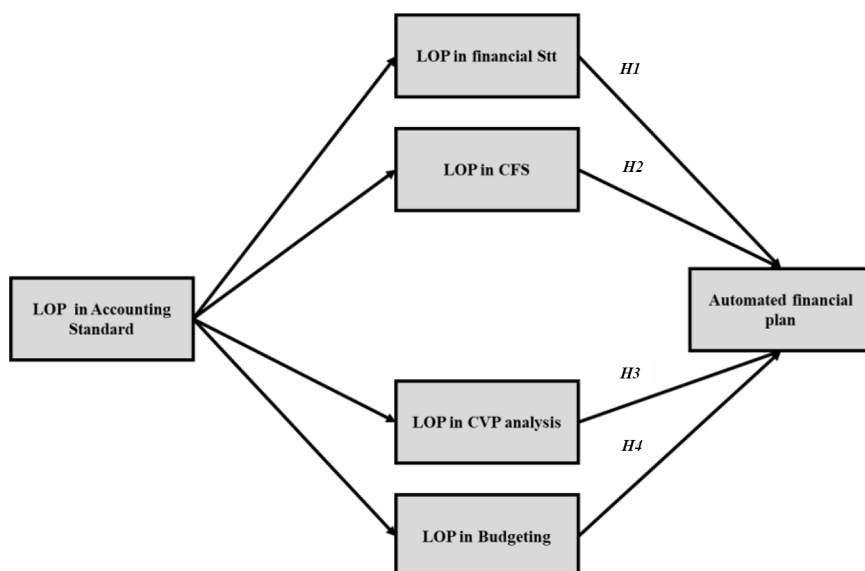 LOP in financial Stt
H1
LOP in CFS
H2
LOP in Accounting
Standard
Automated financial
plan
H3
LOP in CVP analysis
H4
LOP in Budgeting